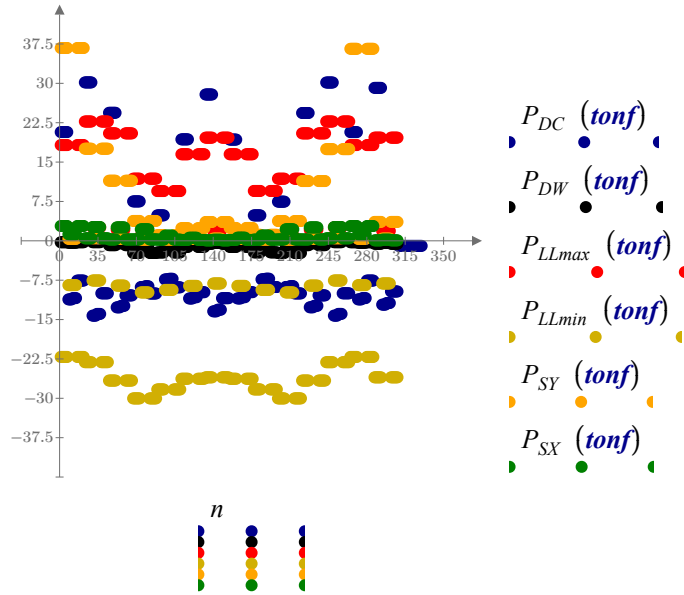 37.5
30
22.5
15
7.5
0
0 35 70 105 140 175 210 245 280 315 350
−7.5
−15
−22.5
−30
−37.5
P_DC (tonf)
P_DW (tonf)
P_LLmax (tonf)
P_LLmin (tonf)
P_SY (tonf)
P_SX (tonf)
n